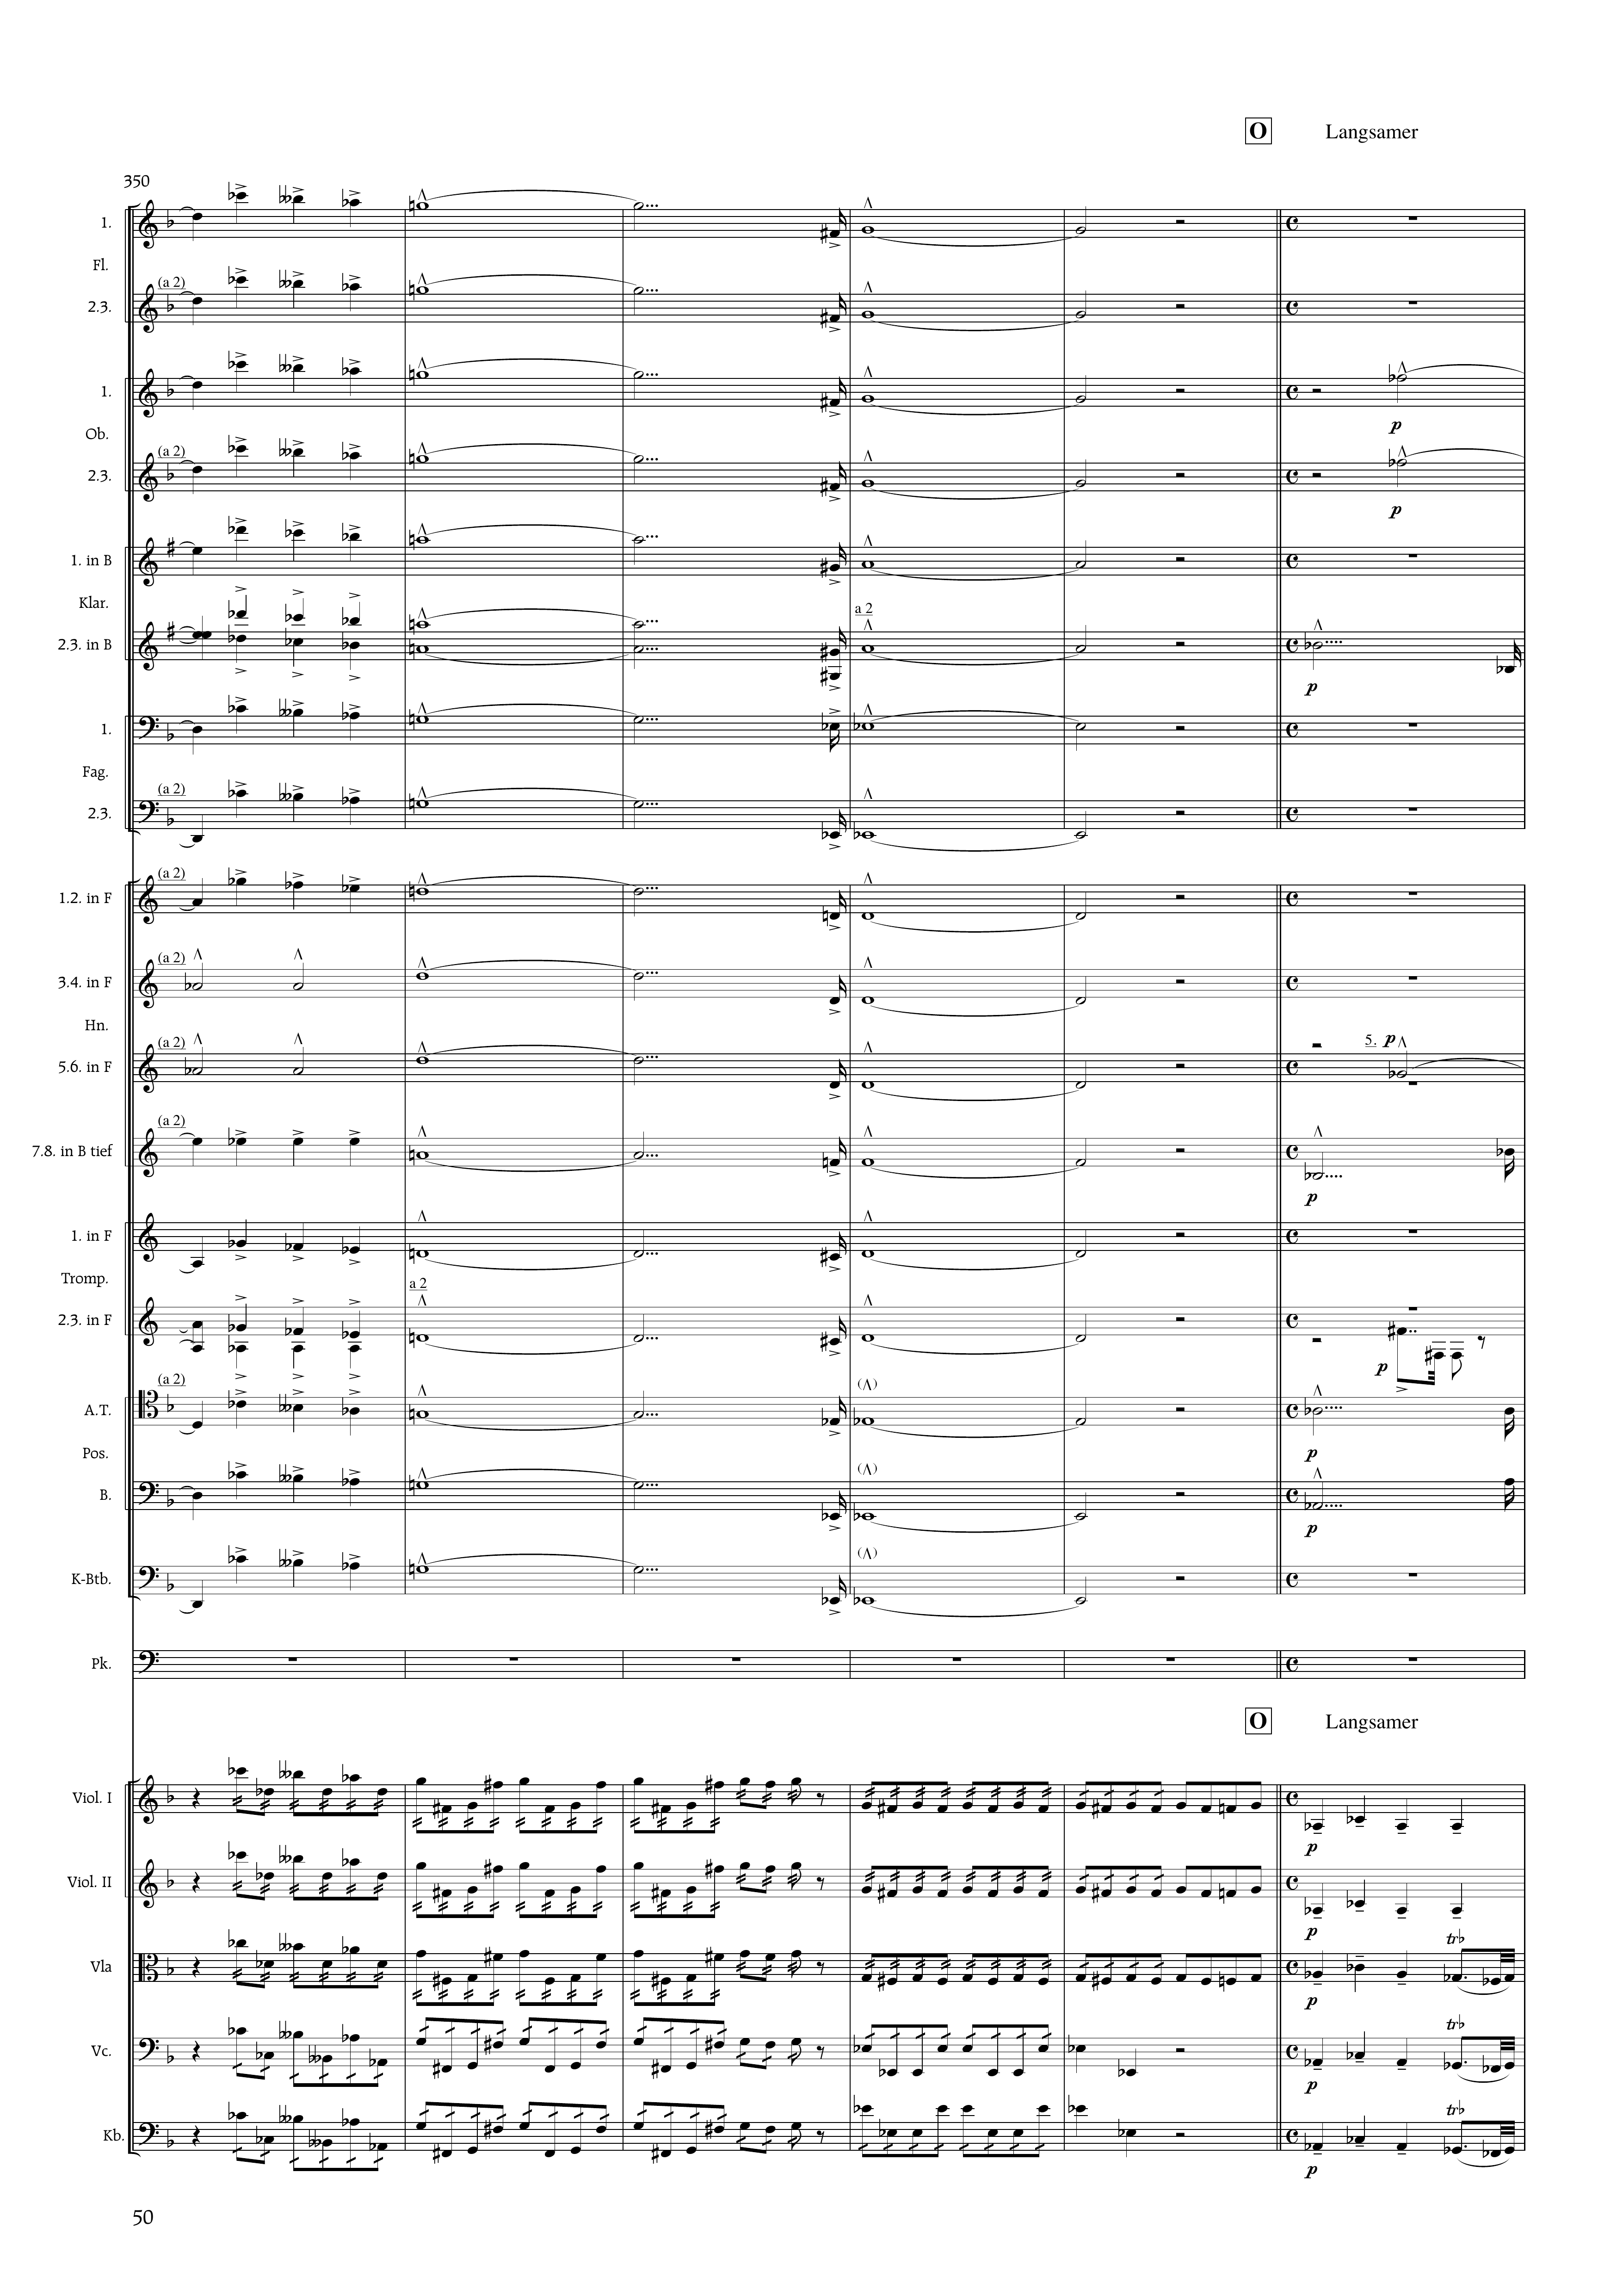 O Langsamer
350
1.
Fl.
(a 2)
2.3.
1.
Ob.
p
(a 2)
2.3.
p
1. in B
Klar.
a 2
2.3. in B
p
1.
Fag.
(a 2)
2.3.
(a 2)
1.2. in F
(a 2)
3.4. in F
Hn.
(a 2) 5. p
5.6. in F
(a 2)
7.8. in B tief
p
1. in F
Tromp.
a 2
2.3. in F
p
(a 2)
A.T.
Pos.
p
B.
p
K-Btb.
Pk.
O Langsamer
Viol. I
p
Viol. II
p
tr
Vla
p
tr
Vc.
p
tr
Kb.
p
50